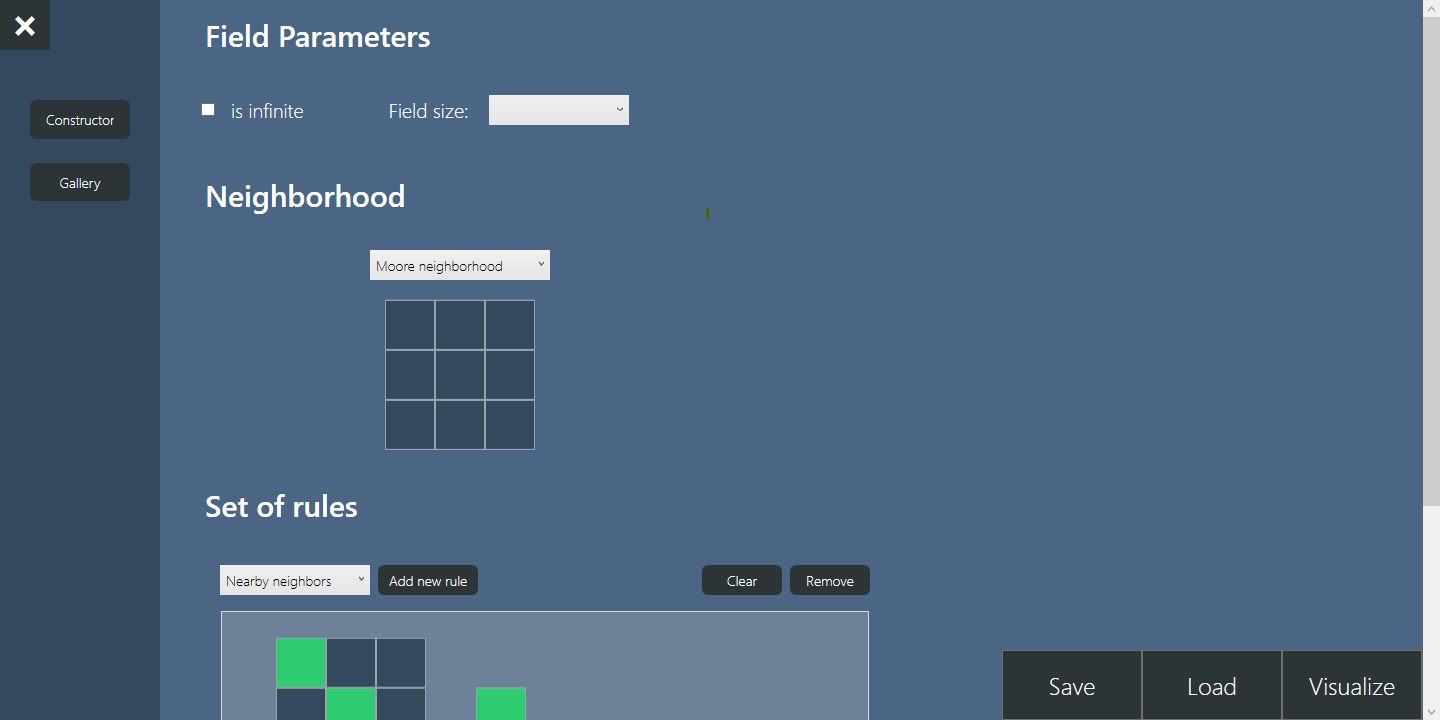 Field Parameters
is infinite
Field size:
Constructor
Gallery
Neighborhood
Moore neighborhood
Set of rules
Nearby neighbors
Add new rule
Clear
Remove
Save
Load
Visualize